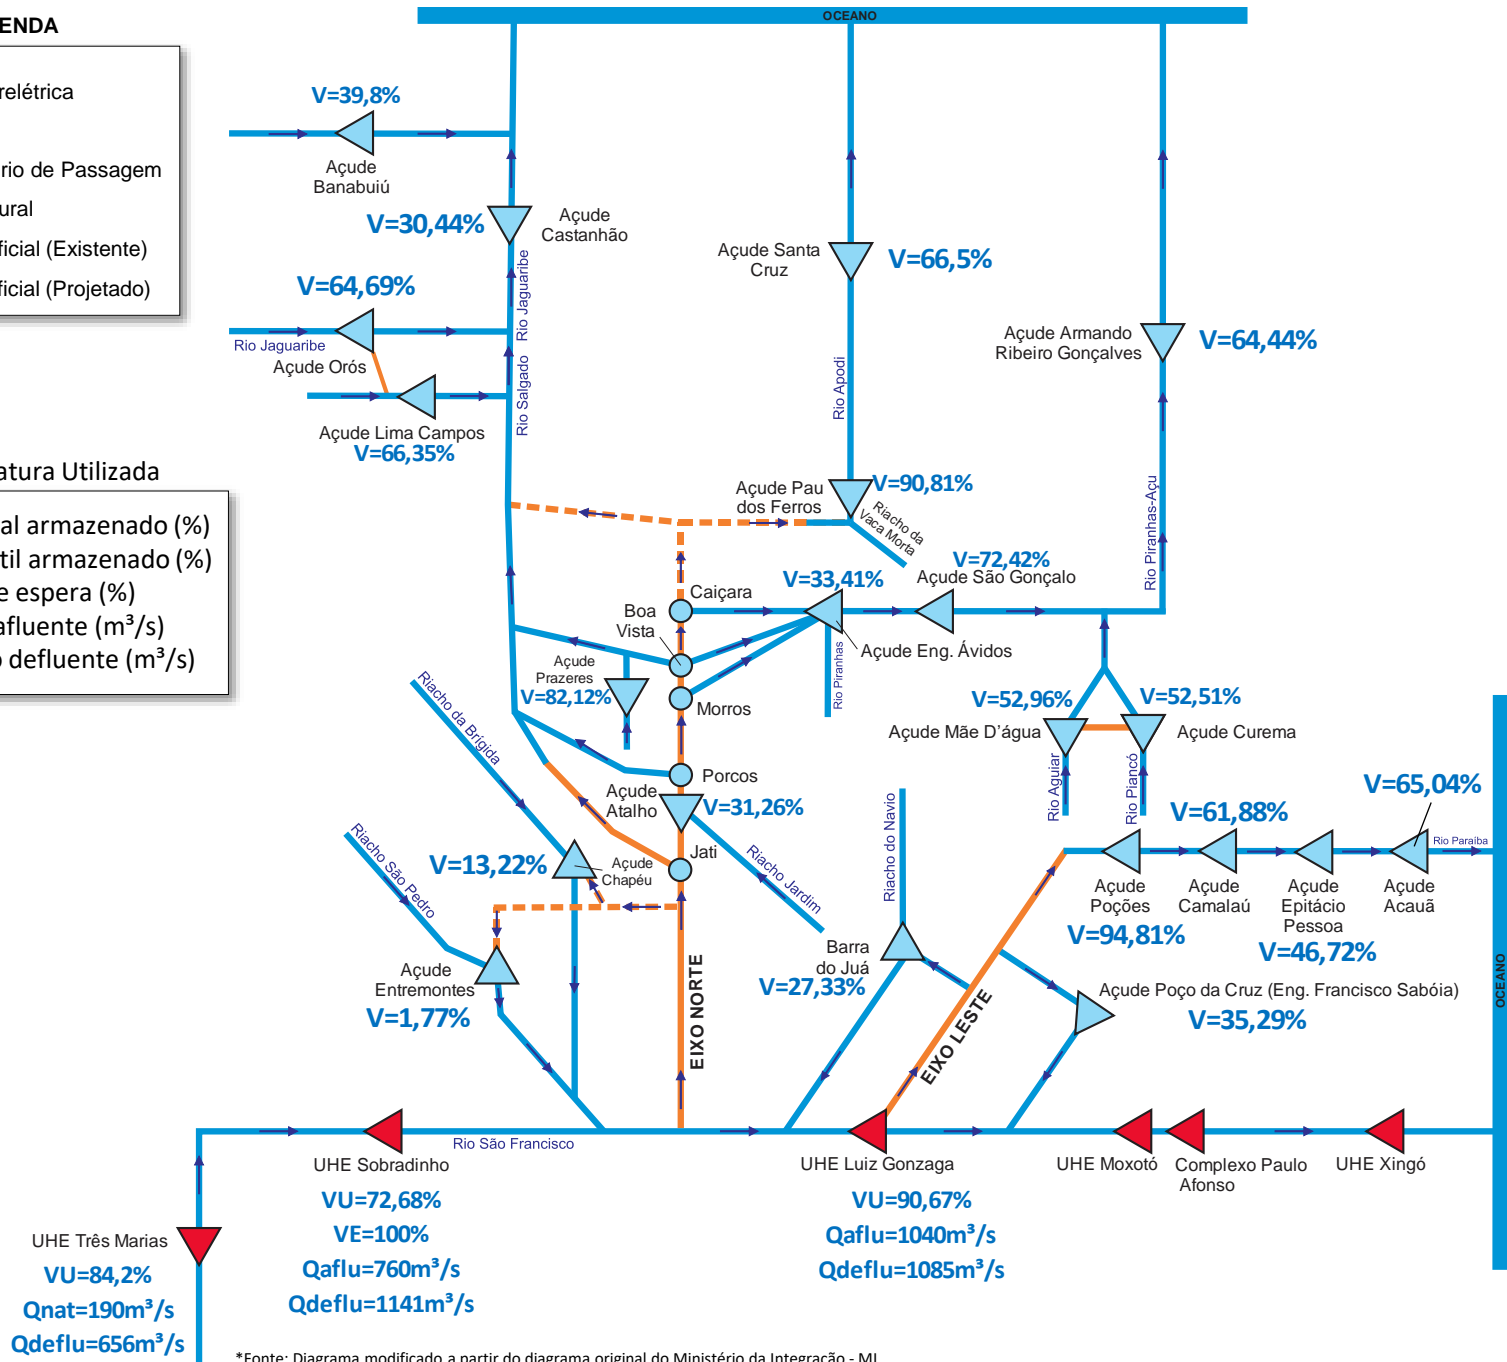 OCEANO
ENDA
relétrica
rio de Passagem
ural
ficial (Existente)
ficial (Projetado)
V=39,8%
Açude
Banabuiú
V=30,44%
Açude
Castanhão
Açude Santa
Cruz
V=66,5%
V=64,69%
Rio Jaguaribe
Rio Jaguaribe
Açude Orós
Açude Armando
Ribeiro Gonçalves
V=64,44%
Rio Salgado
Rio Apodi
Açude Lima Campos
V=66,35%
atura Utilizada
al armazenado (%)
til armazenado (%)
e espera (%)
afluente (m³/s)
o defluente (m³/s)
Açude Pau
dos Ferros
V=90,81%
Riacho da
Vaca Morta
Rio Piranhas-Açu
V=72,42%
Açude São Gonçalo
V=33,41%
Caiçara
Boa
Vista
Açude Eng. Ávidos
Rio Piranhas
Açude
Prazeres
V=82,12%
Morros
Riacho da Brígida
V=52,96%
V=52,51%
Açude Mãe D'água
Açude Curema
Rio Aguiar
Rio Piancó
Porcos
Açude
Atalho
V=31,26%
V=65,04%
V=61,88%
Rio Paraíba
Riacho São Pedro
V=13,22%
Açude
Chapéu
Jati
Riacho Jardim
Riacho do Navio
Açude
Poções
V=94,81%
Açude
Camalaú
Açude
Epitácio
Pessoa
V=46,72%
Açude
Acauã
Açude
Entremontes
V=1,77%
EIXO NORTE
Barra
do Juá
V=27,33%
EIXO LESTE
Açude Poço da Cruz (Eng. Francisco Sabóia)
V=35,29%
OCEANO
Rio São Francisco
UHE Sobradinho
VU=72,68%
VE=100%
Qaflu=760m³/s
Qdeflu=1141m³/s
UHE Luiz Gonzaga
VU=90,67%
Qaflu=1040m³/s
Qdeflu=1085m³/s
UHE Moxotó
Complexo Paulo
Afonso
UHE Xingó
UHE Três Marias
VU=84,2%
Qnat=190m³/s
Qdeflu=656m³/s
*Fonte: Diagrama modificado a partir do diagrama original do Ministério da Integração - MI